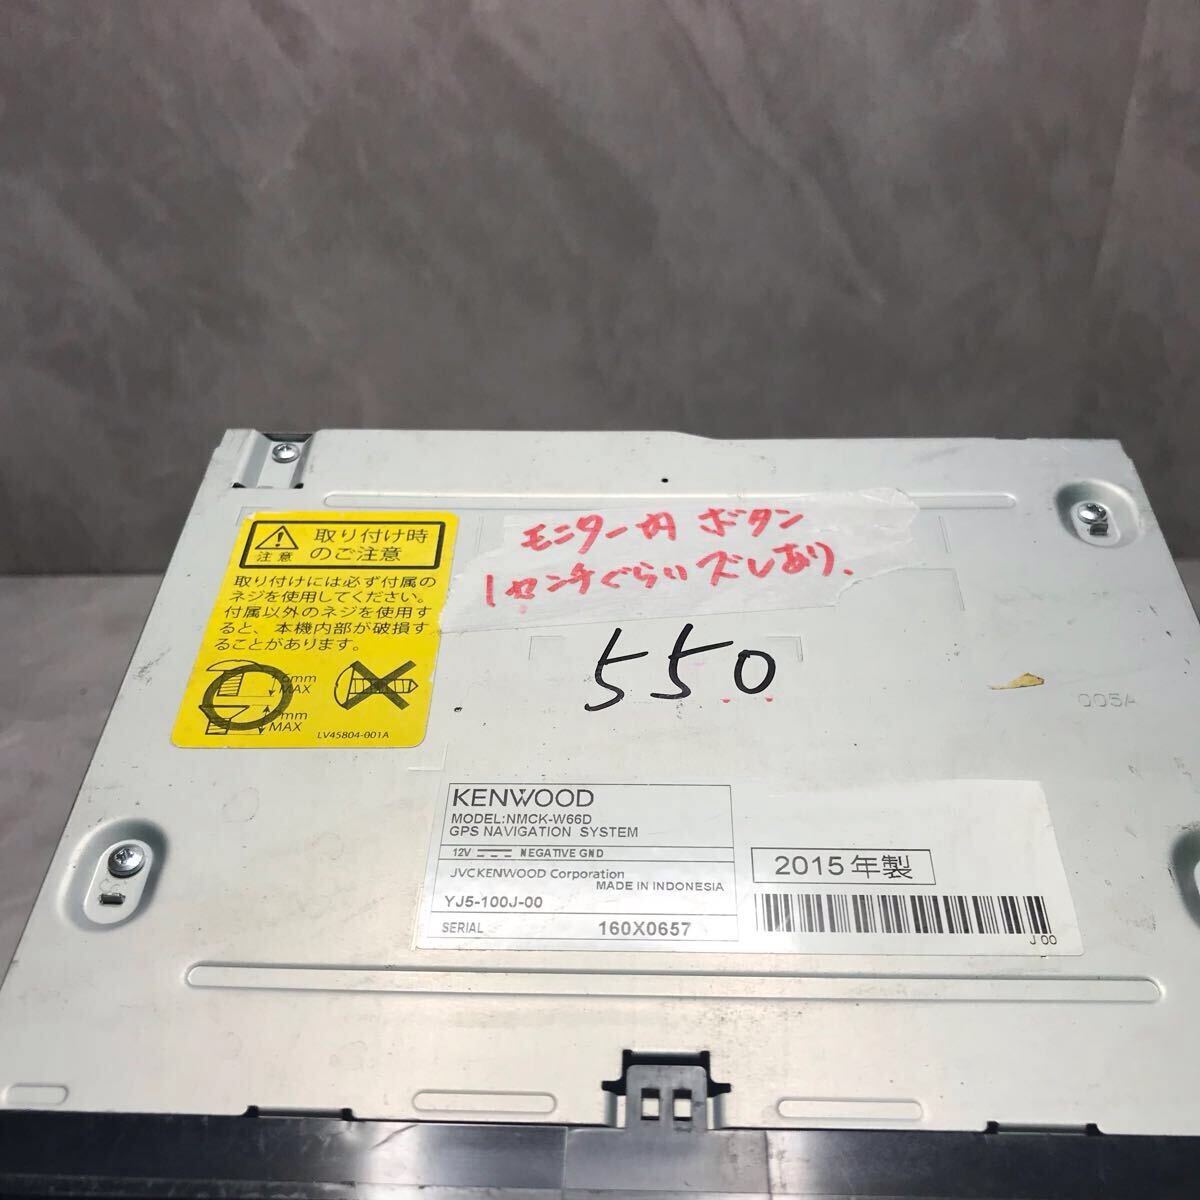 注意
取り付け時
のご注意
取り付けには必ず付属の
ネジを使用してください。
付属以外のネジを使用す
ると、本機内部が破損す
ることがあります。
6mm
MAX
mm
MAX
LV45804-001A
モニター内 ボタン
1センチぐらいズレあり、
550
005A
KENWOOD
MODEL:NMCK-W66D
GPS NAVIGATION SYSTEM
12V NEGATIVE GND
JVCKENWOOD Corporation
MADE IN INDONESIA
YJ5-100J-00
SERIAL 160X0657
2015年製
J 00